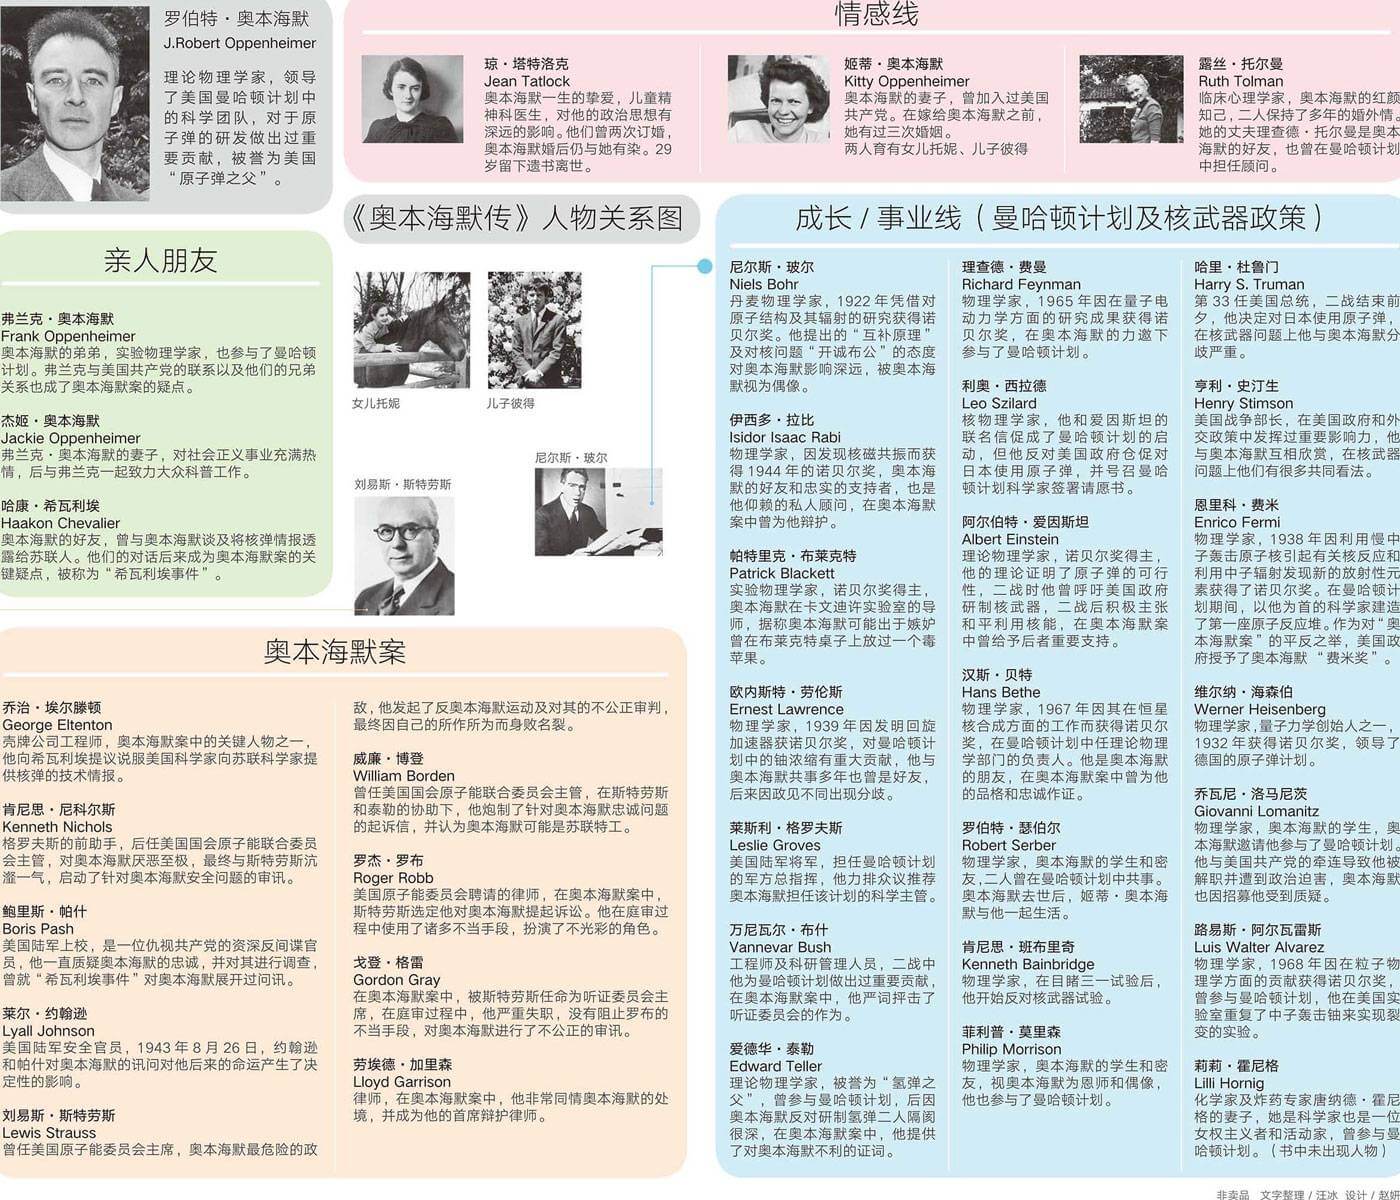 罗伯特・奥本海默
J.Robert Oppenheimer
理论物理学家，领导
了美国曼哈顿计划中
的科学团队，对于原
子弹的研发做出过重
要贡献，被誉为美国
“原子弹之父”。
情感线
琼・塔特洛克
Jean Tatlock
奥本海默一生的挚爱，儿童精
神科医生，对他的政治思想有
深远的影响。他们曾两次订婚，
奥本海默婚后仍与她有染。29
岁留下遗书离世。
姬蒂・奥本海默
Kitty Oppenheimer
奥本海默的妻子，曾加入过美国
共产党。在嫁给奥本海默之前，
她有过三次婚姻。
两人育有女儿托妮、儿子彼得
露丝・托尔曼
Ruth Tolman
临床心理学家，奥本海默的红颜
知己，二人保持了多年的婚外情。
她的丈夫理查德・托尔曼是奥本
海默的好友，也曾在曼哈顿计划
中担任顾问。
《奥本海默传》人物关系图
亲人朋友
弗兰克・奥本海默
Frank Oppenheimer
奥本海默的弟弟，实验物理学家，也参与了曼哈顿
计划。弗兰克与美国共产党的联系以及他们的兄弟
关系也成了奥本海默案的疑点。
杰姬・奥本海默
Jackie Oppenheimer
弗兰克・奥本海默的妻子，对社会正义事业充满热
情，后与弗兰克一起致力大众科普工作。
哈康・希瓦利埃
Haakon Chevalier
奥本海默的好友，曾与奥本海默谈及将核弹情报透
露给苏联人。他们的对话后来成为奥本海默案的关
键疑点，被称为“希瓦利埃事件”。
女儿托妮
儿子彼得
尼尔斯・玻尔
刘易斯・斯特劳斯
奥本海默案
乔治・埃尔滕顿
George Eltenton
壳牌公司工程师，奥本海默案中的关键人物之一，
他向希瓦利埃提议说服美国科学家向苏联科学家提
供核弹的技术情报。
肯尼思・尼科尔斯
Kenneth Nichols
格罗夫斯的前助手，后任美国国会原子能联合委员
会主管，对奥本海默厌恶至极，最终与斯特劳斯沆
瀣一气，启动了针对奥本海默安全问题的审讯。
鲍里斯・帕什
Boris Pash
美国陆军上校，是一位仇视共产党的资深反间谍官
员，他一直质疑奥本海默的忠诚，并对其进行调查，
曾就“希瓦利埃事件”对奥本海默展开过问讯。
莱尔・约翰逊
Lyall Johnson
美国陆军安全官员，1943 年 8 月 26 日，约翰逊
和帕什对奥本海默的讯问对他后来的命运产生了决
定性的影响。
刘易斯・斯特劳斯
Lewis Strauss
曾任美国原子能委员会主席，奥本海默最危险的政
敌，他发起了反奥本海默运动及对其的不公正审判，
最终因自己的所作所为而身败名裂。
威廉・博登
William Borden
曾任美国国会原子能联合委员会主管，在斯特劳斯
和泰勒的协助下，他炮制了针对奥本海默忠诚问题
的起诉信，并认为奥本海默可能是苏联特工。
罗杰・罗布
Roger Robb
美国原子能委员会聘请的律师，在奥本海默案中，
斯特劳斯选定他对奥本海默提起诉讼。他在庭审过
程中使用了诸多不当手段，扮演了不光彩的角色。
戈登・格雷
Gordon Gray
在奥本海默案中，被斯特劳斯任命为听证委员会主
席，在庭审过程中，他严重失职，没有阻止罗布的
不当手段，对奥本海默进行了不公正的审讯。
劳埃德・加里森
Lloyd Garrison
律师，在奥本海默案中，他非常同情奥本海默的处
境，并成为他的首席辩护律师。
成长 / 事业线（曼哈顿计划及核武器政策）
尼尔斯・玻尔
Niels Bohr
丹麦物理学家，1922 年凭借对
原子结构及其辐射的研究获得诺
贝尔奖。他提出的“互补原理”
及对核问题“开诚布公”的态度
对奥本海默影响深远，被奥本海
默视为偶像。
伊西多・拉比
Isidor Isaac Rabi
物理学家，因发现核磁共振而获
得 1944 年的诺贝尔奖，奥本海
默的好友和忠实的支持者，也是
他仰赖的私人顾问，在奥本海默
案中曾为他辩护。
帕特里克・布莱克特
Patrick Blackett
实验物理学家，诺贝尔奖得主，
奥本海默在卡文迪许实验室的导
师，据称奥本海默可能出于嫉妒
曾在布莱克特桌子上放过一个毒
苹果。
欧内斯特・劳伦斯
Ernest Lawrence
物理学家，1939 年因发明回旋
加速器获诺贝尔奖，对曼哈顿计
划中的铀浓缩有重大贡献，他与
奥本海默共事多年也曾是好友，
后来因政见不同出现分歧。
莱斯利・格罗夫斯
Leslie Groves
美国陆军将军，担任曼哈顿计划
的军方总指挥，他力排众议推荐
奥本海默担任该计划的科学主管。
万尼瓦尔・布什
Vannevar Bush
工程师及科研管理人员，二战中
他为曼哈顿计划做出过重要贡献，
在奥本海默案中，他严词抨击了
听证委员会的作为。
爱德华・泰勒
Edward Teller
理论物理学家，被誉为“氢弹之
父”，曾参与曼哈顿计划，后因
奥本海默反对研制氢弹二人隔阂
很深，在奥本海默案中，他提供
了对奥本海默不利的证词。
理查德・费曼
Richard Feynman
物理学家，1965 年因在量子电
动力学方面的研究成果获得诺
贝尔奖，在奥本海默的力邀下
参与了曼哈顿计划。
利奥・西拉德
Leo Szilard
核物理学家，他和爱因斯坦的
联名信促成了曼哈顿计划的启
动，但他反对美国政府仓促对
日本使用原子弹，并号召曼哈
顿计划科学家签署请愿书。
阿尔伯特・爱因斯坦
Albert Einstein
理论物理学家，诺贝尔奖得主，
他的理论证明了原子弹的可行
性，二战时他曾呼吁美国政府
研制核武器，二战后积极主张
和平利用核能，在奥本海默案
中曾给予后者重要支持。
汉斯・贝特
Hans Bethe
物理学家，1967 年因其在恒星
核合成方面的工作而获得诺贝尔
奖，在曼哈顿计划中任理论物理
学部门的负责人。他是奥本海默
的朋友，在奥本海默案中曾为他
的品格和忠诚作证。
罗伯特・瑟伯尔
Robert Serber
物理学家，奥本海默的学生和密
友，二人曾在曼哈顿计划中共事。
奥本海默去世后，姬蒂・奥本海
默与他一起生活。
肯尼思・班布里奇
Kenneth Bainbridge
物理学家，在目睹三一试验后，
他开始反对核武器试验。
菲利普・莫里森
Philip Morrison
物理学家，奥本海默的学生和密
友，视奥本海默为恩师和偶像，
他也参与了曼哈顿计划。
哈里・杜鲁门
Harry S. Truman
第 33 任美国总统，二战结束前
夕，他决定对日本使用原子弹，
在核武器问题上他与奥本海默分
歧严重。
亨利・史汀生
Henry Stimson
美国战争部长，在美国政府和外
交政策中发挥过重要影响力，他
与奥本海默互相欣赏，在核武器
问题上他们有很多共同看法。
恩里科・费米
Enrico Fermi
物理学家，1938 年因利用慢中
子轰击原子核引起有关核反应和
利用中子辐射发现新的放射性元
素获得了诺贝尔奖。在曼哈顿计
划期间，以他为首的科学家建造
了第一座原子反应堆。作为对“奥
本海默案”的平反之举，美国政
府授予了奥本海默“费米奖”。
维尔纳・海森伯
Werner Heisenberg
物理学家，量子力学创始人之一，
1932 年获得诺贝尔奖，领导了
德国的原子弹计划。
乔瓦尼・洛马尼茨
Giovanni Lomanitz
物理学家，奥本海默的学生，奥
本海默邀请他参与了曼哈顿计划。
他与美国共产党的牵连导致他被
解职并遭到政治迫害，奥本海默
也因招募他受到质疑。
路易斯・阿尔瓦雷斯
Luis Walter Alvarez
物理学家，1968 年因在粒子物
理学方面的贡献获得诺贝尔奖，
曾参与曼哈顿计划，他在美国实
验室重复了中子轰击铀来实现裂
变的实验。
莉莉・霍尼格
Lilli Hornig
化学家及炸药专家唐纳德・霍尼
格的妻子，她是科学家也是一位
女权主义者和活动家，曾参与曼
哈顿计划。（书中未出现人物）
非卖品 文字整理 / 汪冰 设计 / 赵